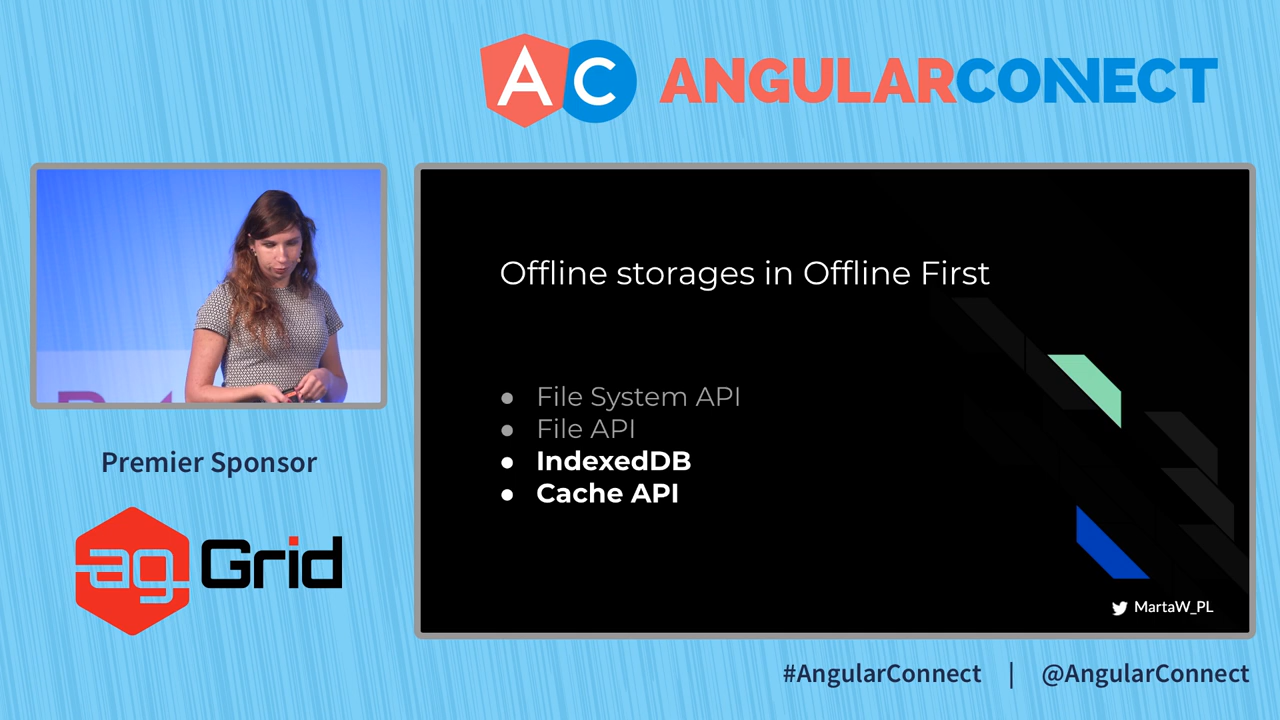 AC ANGULARCONNECT
Offline storages in Offline First
● File System API
● File API
● IndexedDB
● Cache API
MartaW_PL
Premier Sponsor
ag Grid
#AngularConnect | @AngularConnect